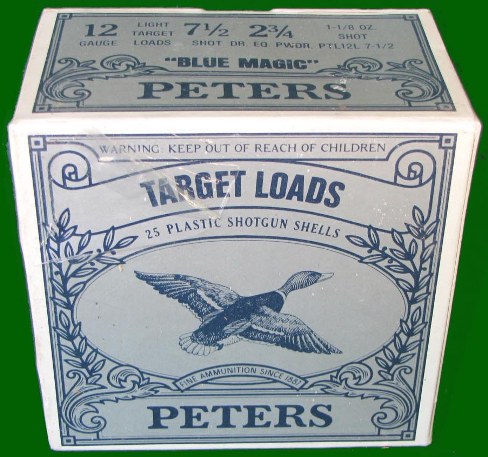 12 GAUGE LIGHT TARGET LOADS 7½ SHOT 2¾ DR. EQ. PWDR. 1-1/8 OZ. SHOT PTL12L 7-1/2
"BLUE MAGIC"
PETERS
WARNING: KEEP OUT OF REACH OF CHILDREN
TARGET LOADS
25 PLASTIC SHOTGUN SHELLS
FINE AMMUNITION SINCE 1887
PETERS